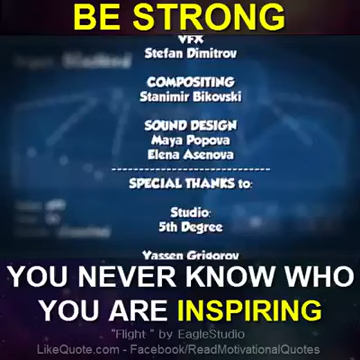 BE STRONG
VFX
Stefan Dimitrov
COMPOSITING
Stanimir Bikovski
SOUND DESIGN
Maya Popova
Elena Asenova
------------------------------
SPECIAL THANKS to:
Studio:
5th Degree
Yassen Grigorov
YOU NEVER KNOW WHO
YOU ARE INSPIRING
"Flight " by EagleStudio
LikeQuote.com - Facebook/ReadMotivationalQuotes